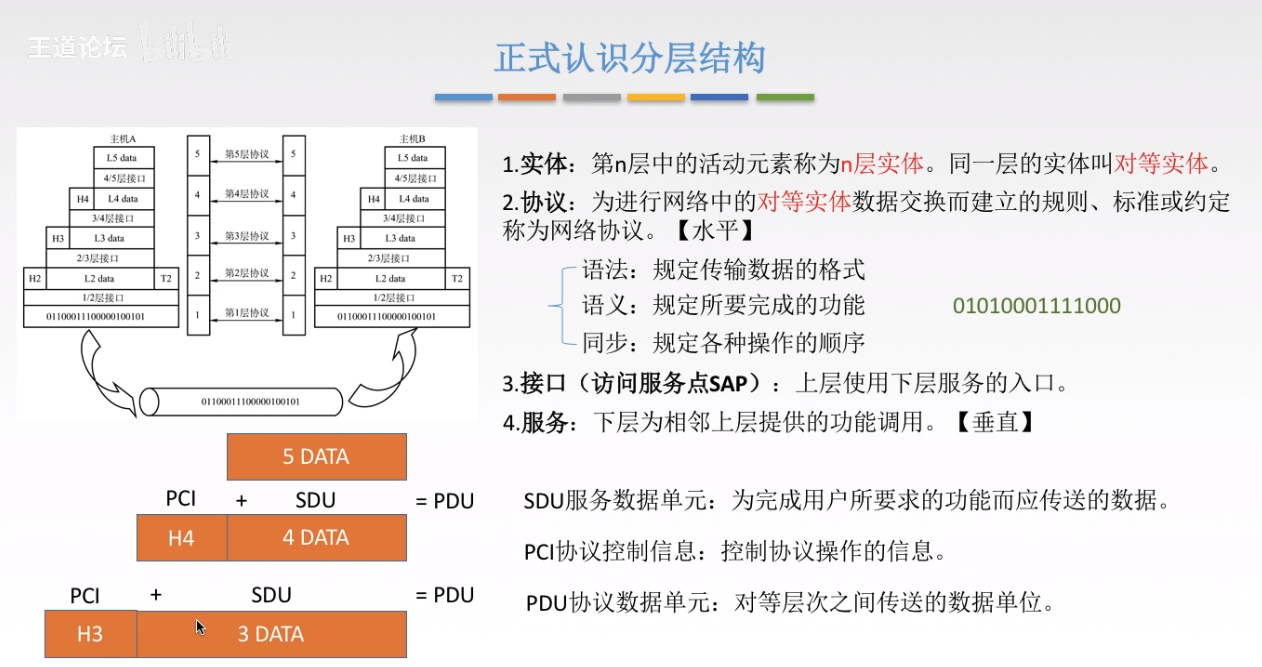 王道论坛 bilibili
正式认识分层结构
主机A
L5 data
4/5层接口
H4 L4 data
3/4层接口
H3 L3 data
2/3层接口
H2 L2 data T2
1/2层接口
01100011100000100101
5 第5层协议 5
4 第4层协议 4
3 第3层协议 3
2 第2层协议 2
1 第1层协议 1
主机B
L5 data
4/5层接口
H4 L4 data
3/4层接口
H3 L3 data
2/3层接口
H2 L2 data T2
1/2层接口
01100011100000100101
01100011100000100101
1.实体：第n层中的活动元素称为n层实体。同一层的实体叫对等实体。
2.协议：为进行网络中的对等实体数据交换而建立的规则、标准或约定
称为网络协议。【水平】
语法：规定传输数据的格式
语义：规定所要完成的功能
01010001111000
同步：规定各种操作的顺序
3.接口（访问服务点SAP）：上层使用下层服务的入口。
4.服务：下层为相邻上层提供的功能调用。【垂直】
5 DATA
PCI + SDU = PDU
H4 4 DATA
PCI + SDU = PDU
H3 3 DATA
SDU服务数据单元：为完成用户所要求的功能而应传送的数据。
PCI协议控制信息：控制协议操作的信息。
PDU协议数据单元：对等层次之间传送的数据单位。